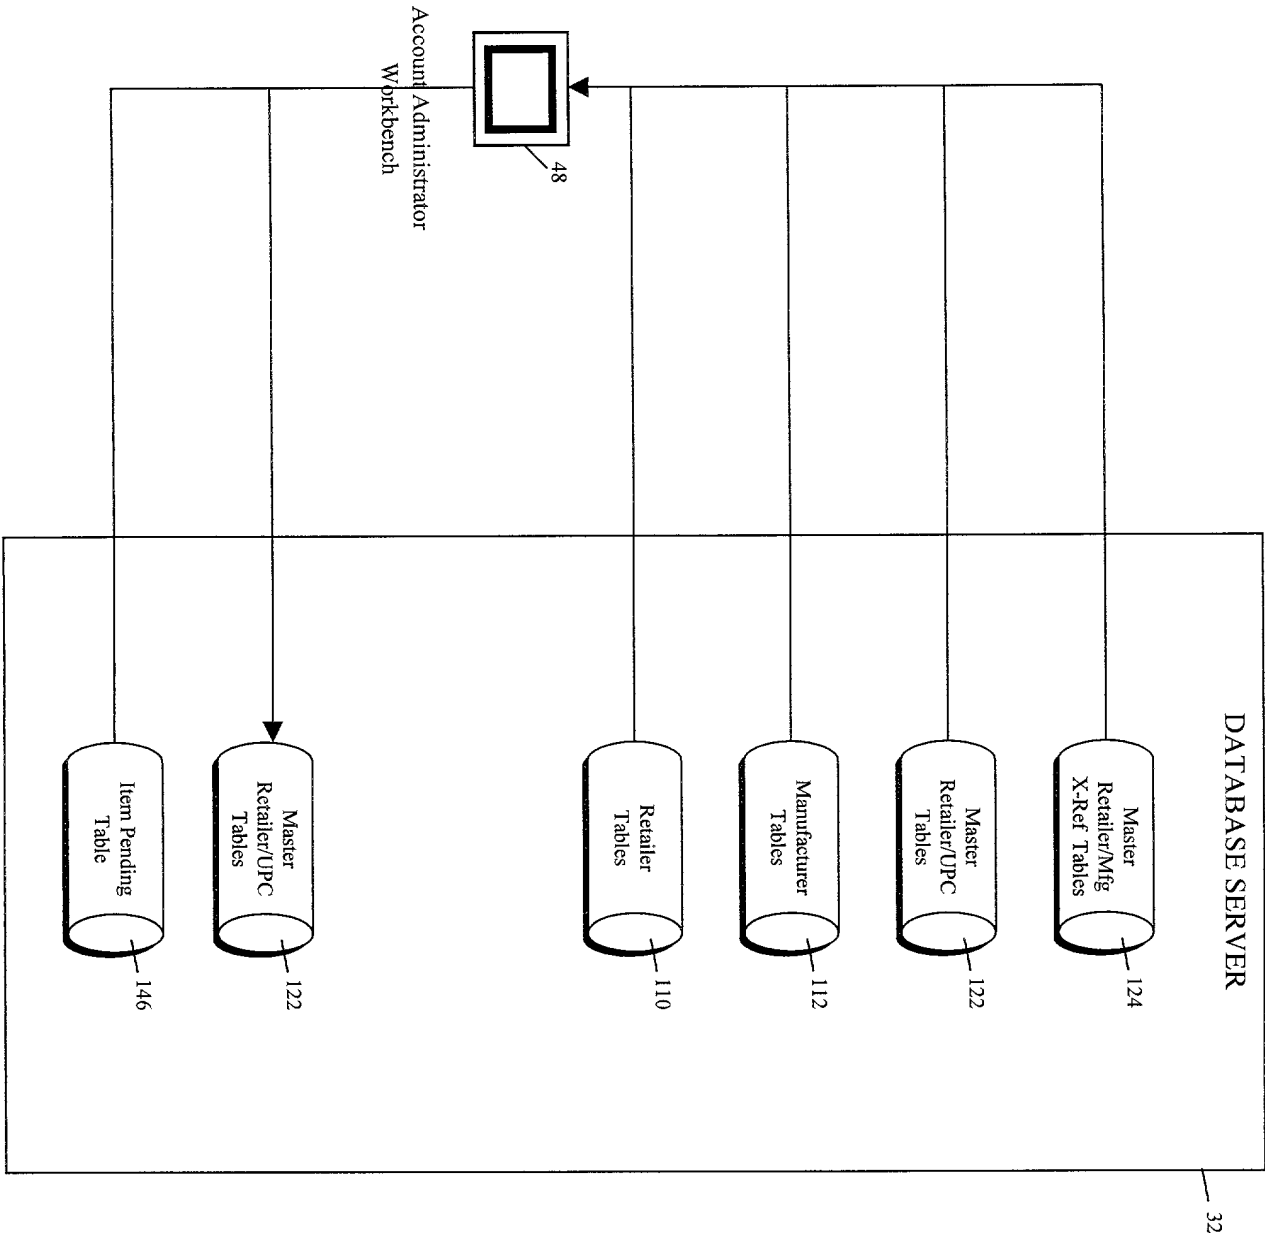 DATABASE SERVER
Master
Retailer/Mfg
X-Ref Tables
124
Master
Retailer/UPC
Tables
122
Manufacturer
Tables
112
Retailer
Tables
110
48
Account Administrator
Workbench
Master
Retailer/UPC
Tables
122
Item Pending
Table
146
32